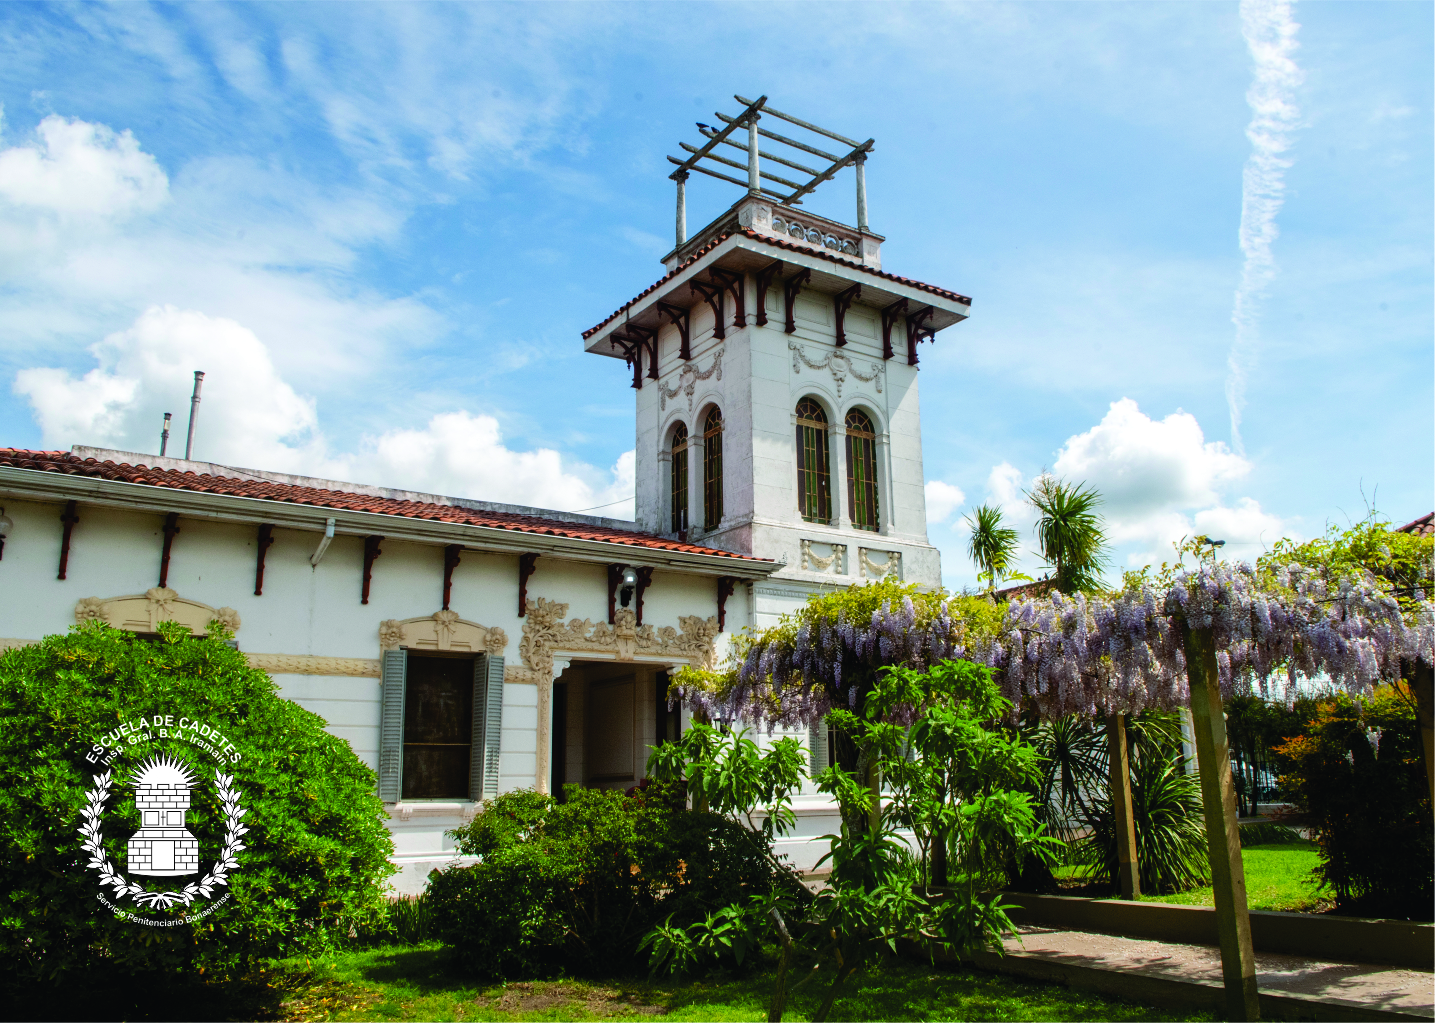 ESCUELA DE CADETES
Insp. Gral. B. A. Iramain
Servicio Penitenciario Bonaerense